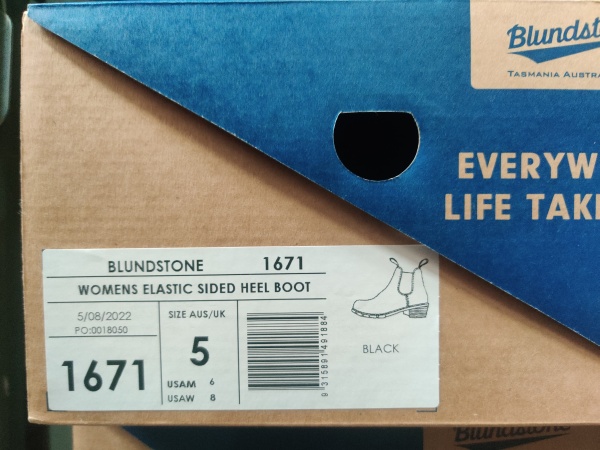 Blundst
TASMANIA AUSTRA
EVERYW
LIFE TAK
BLUNDSTONE 1671
WOMENS ELASTIC SIDED HEEL BOOT
5/08/2022
PO:0018050
1671
SIZE AUS/UK
5
USAM 6
USAW 8
9 315891 491884
BLACK
Blundstone